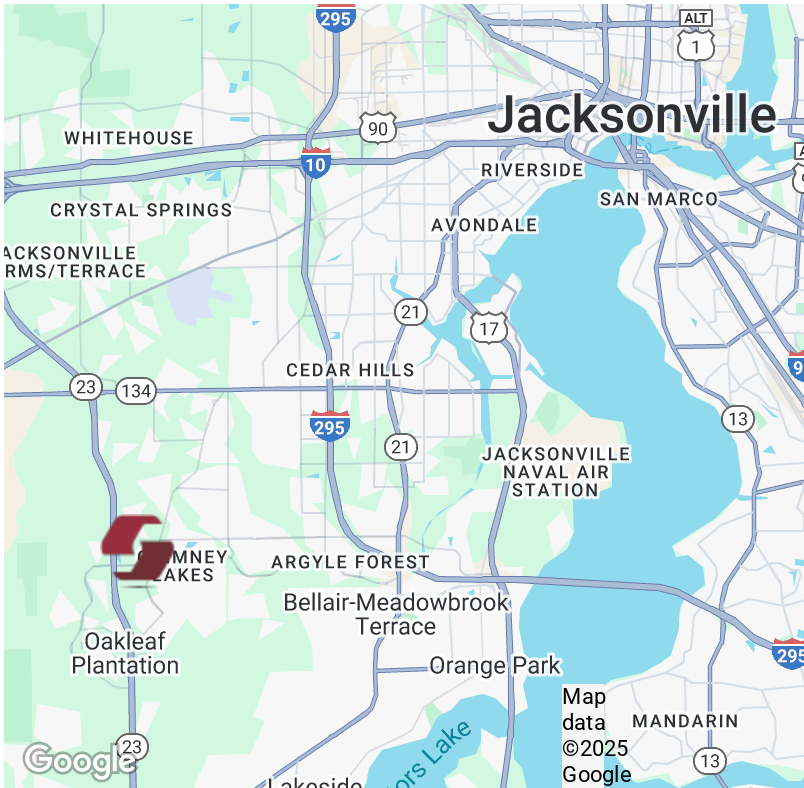 295
ALT
1
Jacksonville
90
WHITEHOUSE
10
RIVERSIDE
SAN MARCO
CRYSTAL SPRINGS
AVONDALE
ACKSONVILLE
RMS/TERRACE
21
17
CEDAR HILLS
23
134
295
13
21
JACKSONVILLE
NAVAL AIR
STATION
ARGYLE FOREST
LAKES
Bellair-Meadowbrook
Terrace
Oakleaf
Plantation
Orange Park
295
Map
data
©2025
Google
MANDARIN
23
13
Google
ors Lake
Lakeside